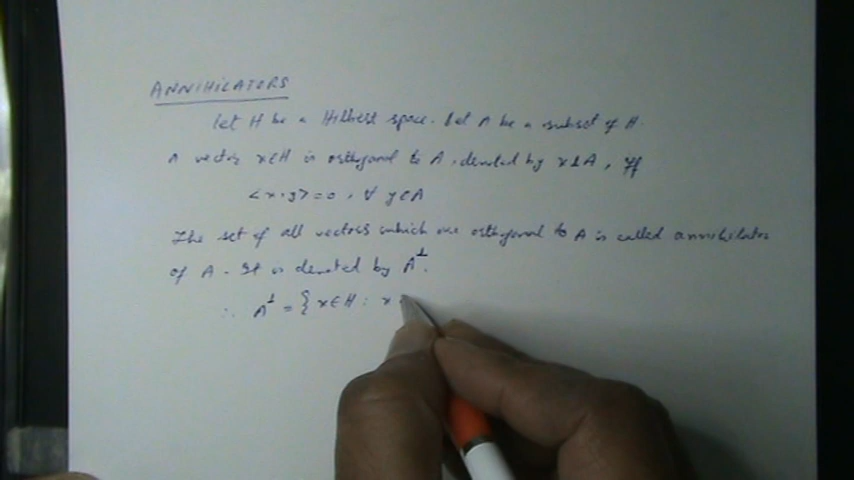 ANNIHILATORS
Let H be a Hilbert space. Let A be a subset of H.
A vector x∈H is orthogonal to A, denoted by x⊥A, iff
<x,y>=0, ∀ y∈A
The set of all vectors which are orthogonal to A is called annihilator
of A. It is denoted by A^⊥.
∴ A^⊥ = { x∈H : x